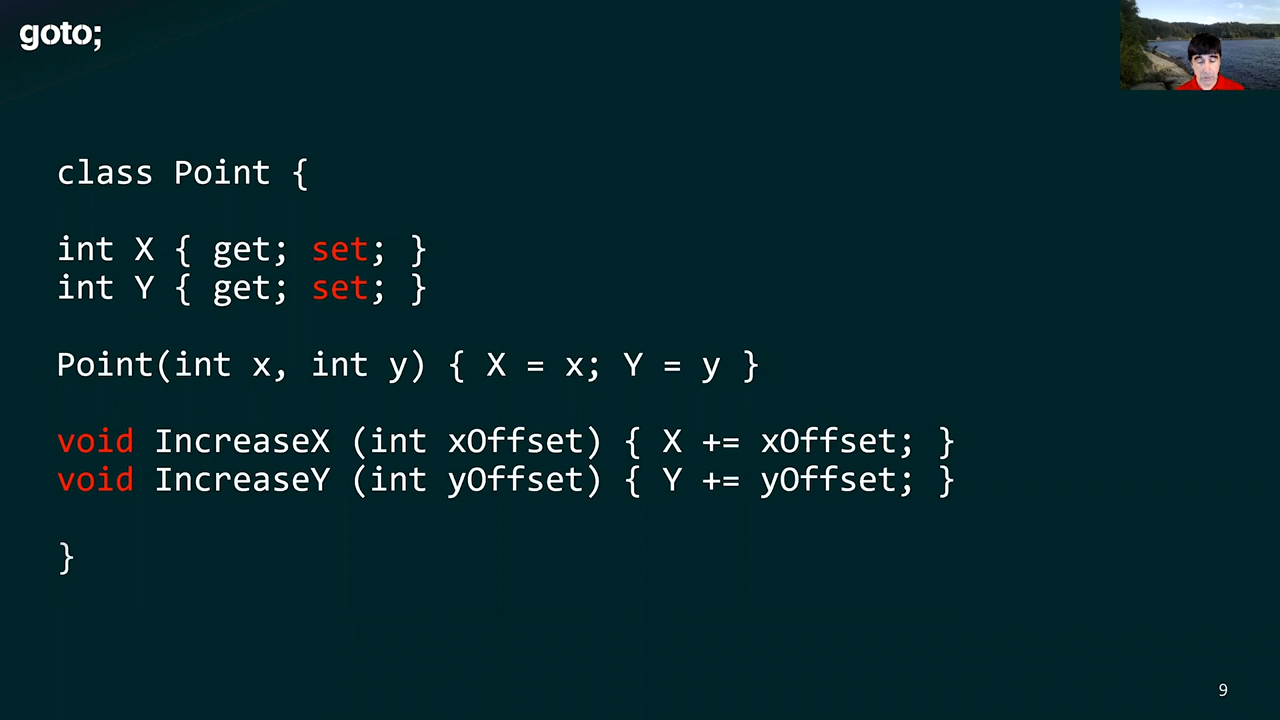 goto;
class Point {
int X { get; set; }
int Y { get; set; }
Point(int x, int y) { X = x; Y = y }
void IncreaseX (int xOffset) { X += xOffset; }
void IncreaseY (int yOffset) { Y += yOffset; }
}
9